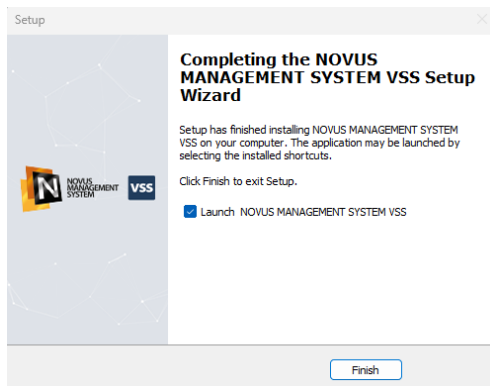 Setup
Completing the NOVUS
MANAGEMENT SYSTEM VSS Setup
Wizard
Setup has finished installing NOVUS MANAGEMENT SYSTEM
VSS on your computer. The application may be launched by
selecting the installed shortcuts.
Click Finish to exit Setup.
Launch NOVUS MANAGEMENT SYSTEM VSS
N
NOVUS
MANAGEMENT
SYSTEM
VSS
Finish